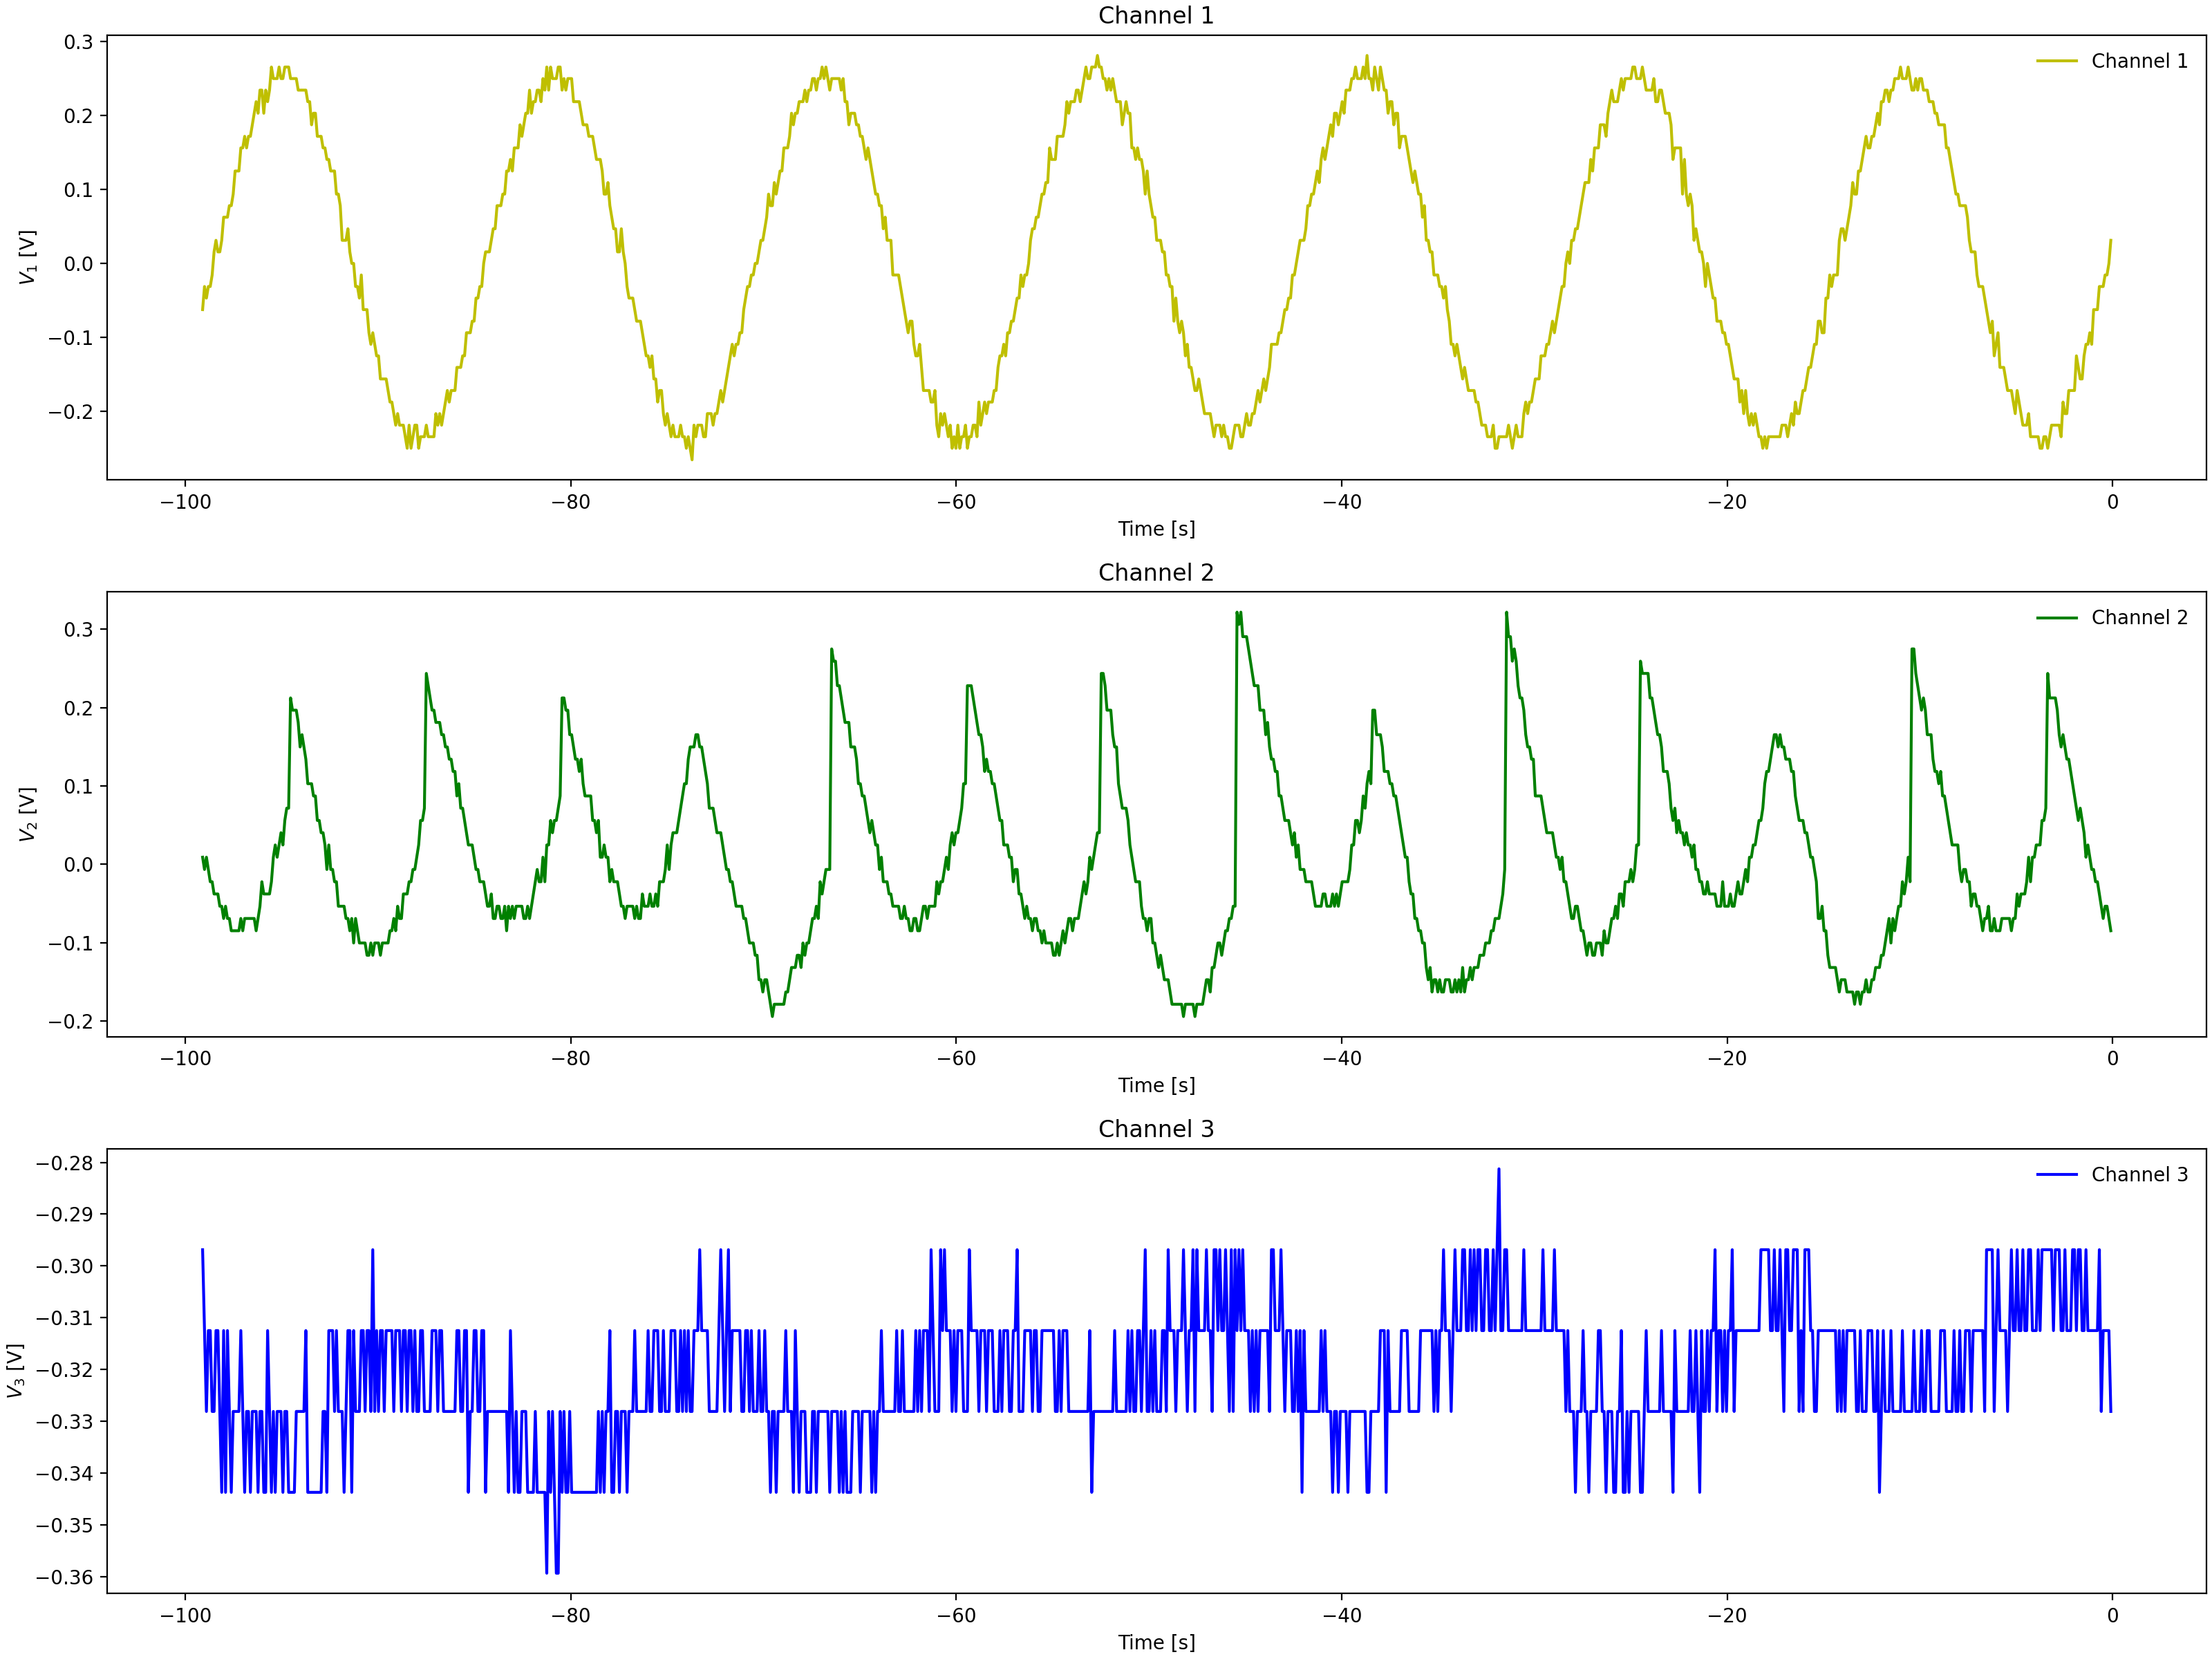 Channel 1
Channel 1
0.3
0.2
0.1
0.0
−0.1
−0.2
V1 [V]
−100 −80 −60 −40 −20 0
Time [s]
Channel 2
Channel 2
0.3
0.2
0.1
0.0
−0.1
−0.2
V2 [V]
−100 −80 −60 −40 −20 0
Time [s]
Channel 3
Channel 3
−0.28
−0.29
−0.30
−0.31
−0.32
−0.33
−0.34
−0.35
−0.36
V3 [V]
−100 −80 −60 −40 −20 0
Time [s]